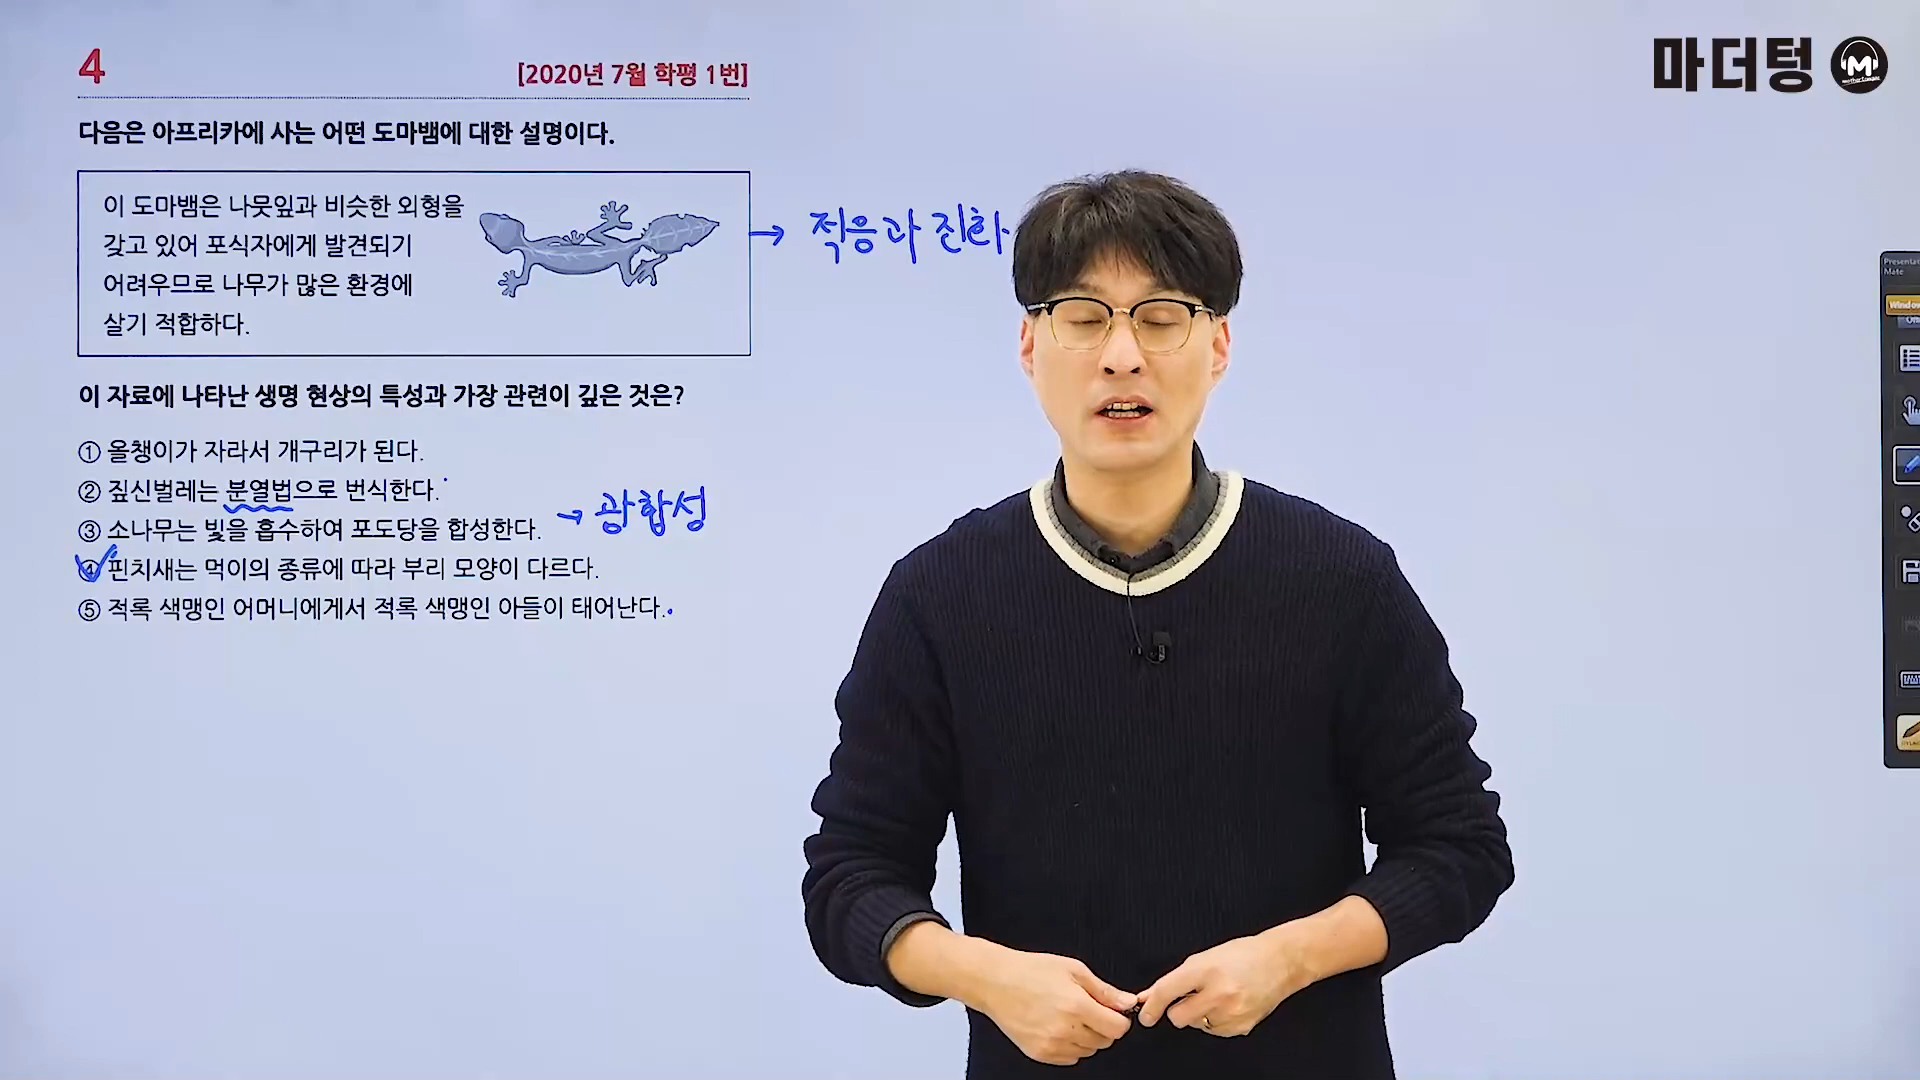 4
[2020년 7월 학평 1번]
다음은 아프리카에 사는 어떤 도마뱀에 대한 설명이다.
이 도마뱀은 나뭇잎과 비슷한 외형을
갖고 있어 포식자에게 발견되기
어려우므로 나무가 많은 환경에
살기 적합하다.
→ 적응과 진화
이 자료에 나타난 생명 현상의 특성과 가장 관련이 깊은 것은?
① 올챙이가 자라서 개구리가 된다.
② 짚신벌레는 분열법으로 번식한다.
③ 소나무는 빛을 흡수하여 포도당을 합성한다.
→ 광합성
④ 핀치새는 먹이의 종류에 따라 부리 모양이 다르다.
⑤ 적록 색맹인 어머니에게서 적록 색맹인 아들이 태어난다.
마더텅
M
Mate